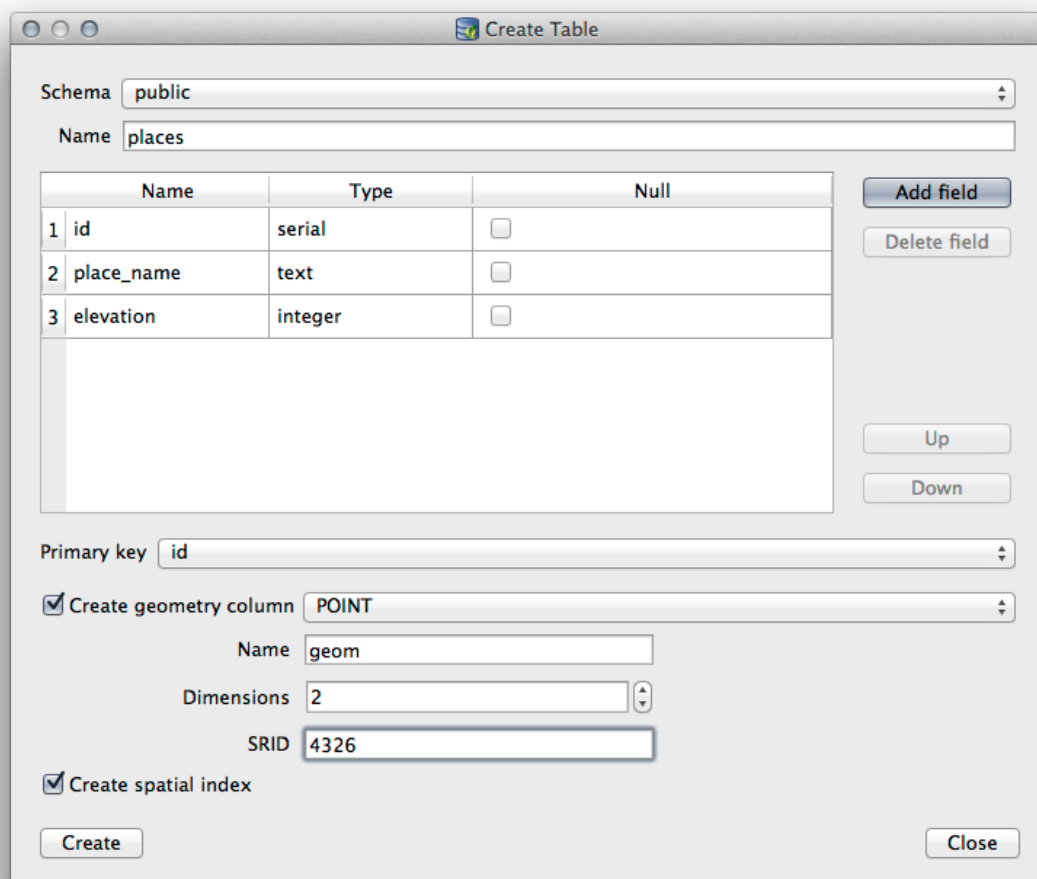 Create Table
Schema public
Name places
Name Type Null Add field
1 id serial
Delete field
2 place_name text
3 elevation integer
Up
Down
Primary key id
Create geometry column POINT
Name geom
Dimensions 2
SRID 4326
Create spatial index
Create Close